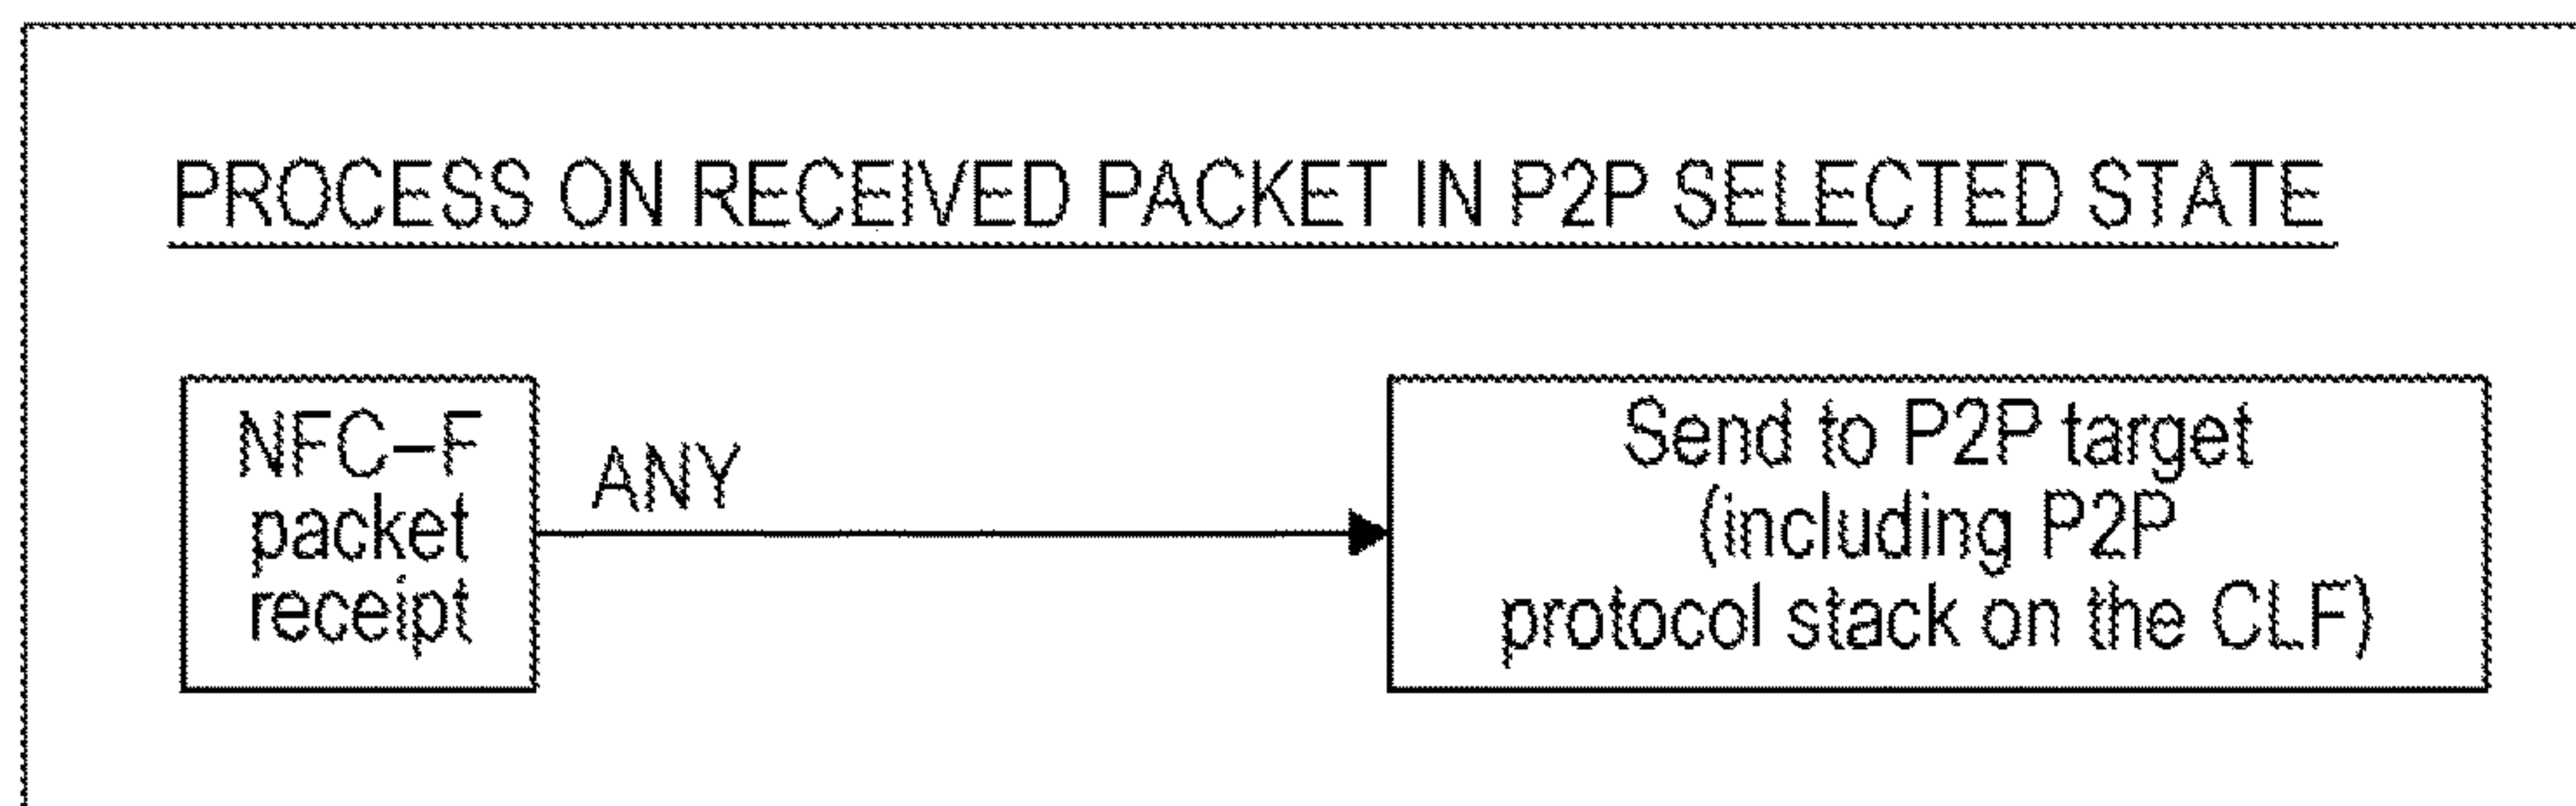 PROCESS ON RECEIVED PACKET IN P2P SELECTED STATE
NFC-F
packet
receipt
ANY
Send to P2P target
(including P2P
protocol stack on the CLF)